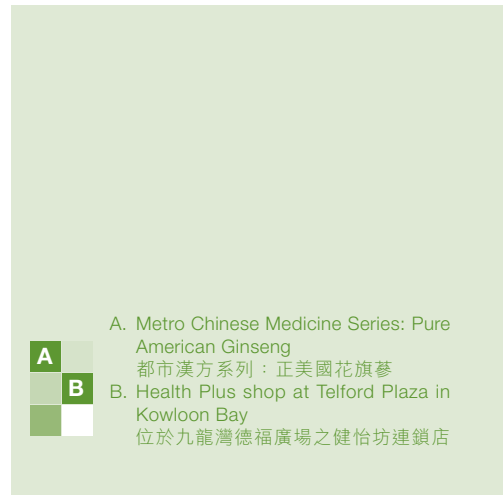 A. Metro Chinese Medicine Series: Pure
American Ginseng
都市漢方系列：正美國花旗蔘
B. Health Plus shop at Telford Plaza in
Kowloon Bay
位於九龍灣德福廣場之健怡坊連鎖店
A
B